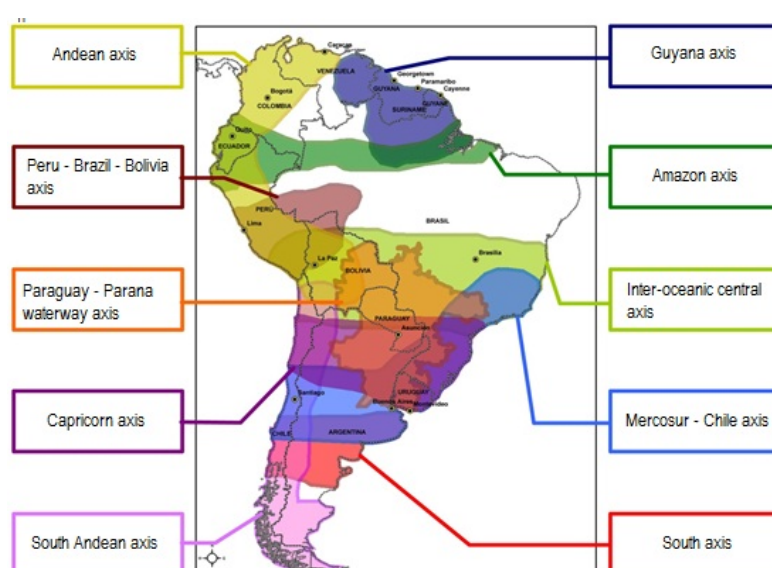 Andean axis
Guyana axis
Caracas
VENEZUELA
Georgetown
Paramaribo
GUYANA
Cayenne
Bogotá
COLOMBIA
SURINAME
GUYANE
Quito
ECUADOR
Peru - Brazil - Bolivia
axis
Amazon axis
PERÚ
Lima
BRASIL
Brasilia
La Paz
BOLIVIA
Paraguay - Parana
waterway axis
Inter-oceanic central
axis
PARAGUAY
Asunción
Capricorn axis
Mercosur - Chile axis
Santiago
URUGUAY
Buenos Aires
Montevideo
CHILE
ARGENTINA
South Andean axis
South axis